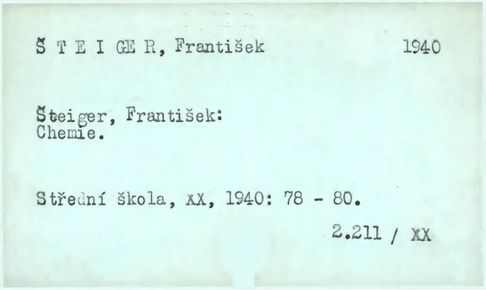 Š T E I GE R, František 1940
Šteiger, František:
Chemie.
Střední škola, XX, 1940: 78 - 80.
2.211 / XX